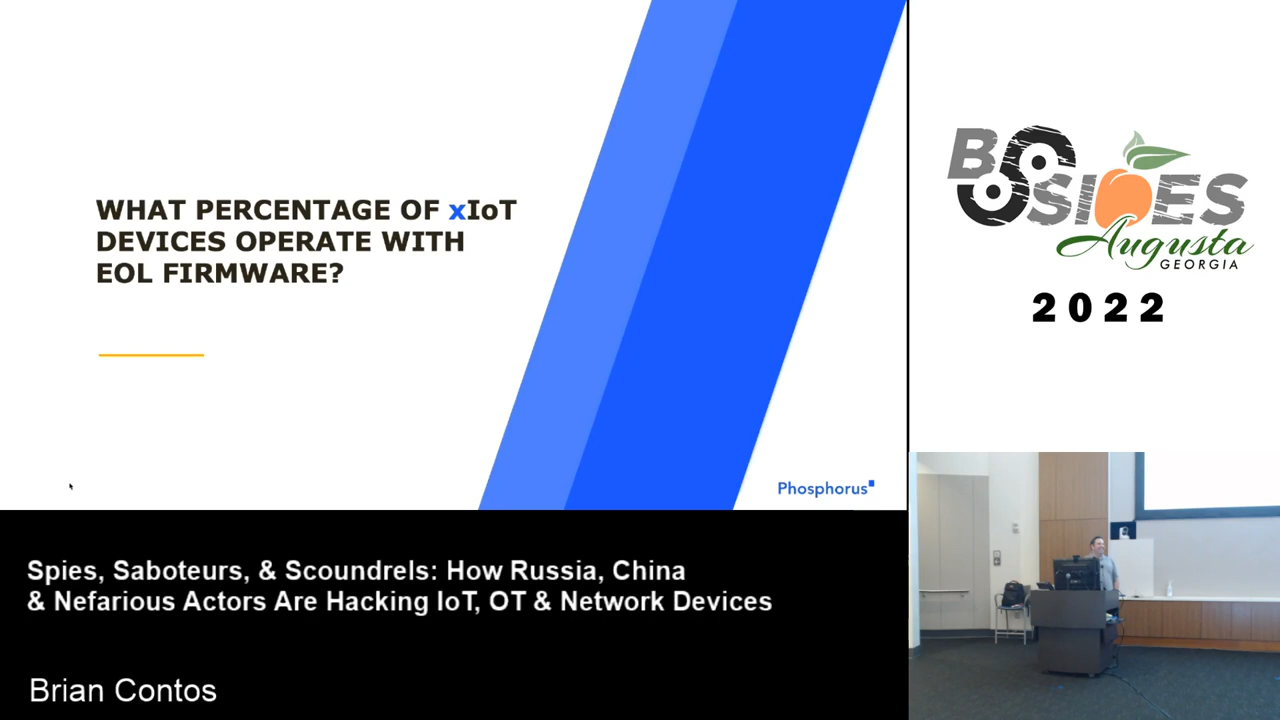 WHAT PERCENTAGE OF xIoT
DEVICES OPERATE WITH
EOL FIRMWARE?
Phosphorus
BSIDES
Augusta
GEORGIA
2022
Spies, Saboteurs, & Scoundrels: How Russia, China
& Nefarious Actors Are Hacking IoT, OT & Network Devices
Brian Contos